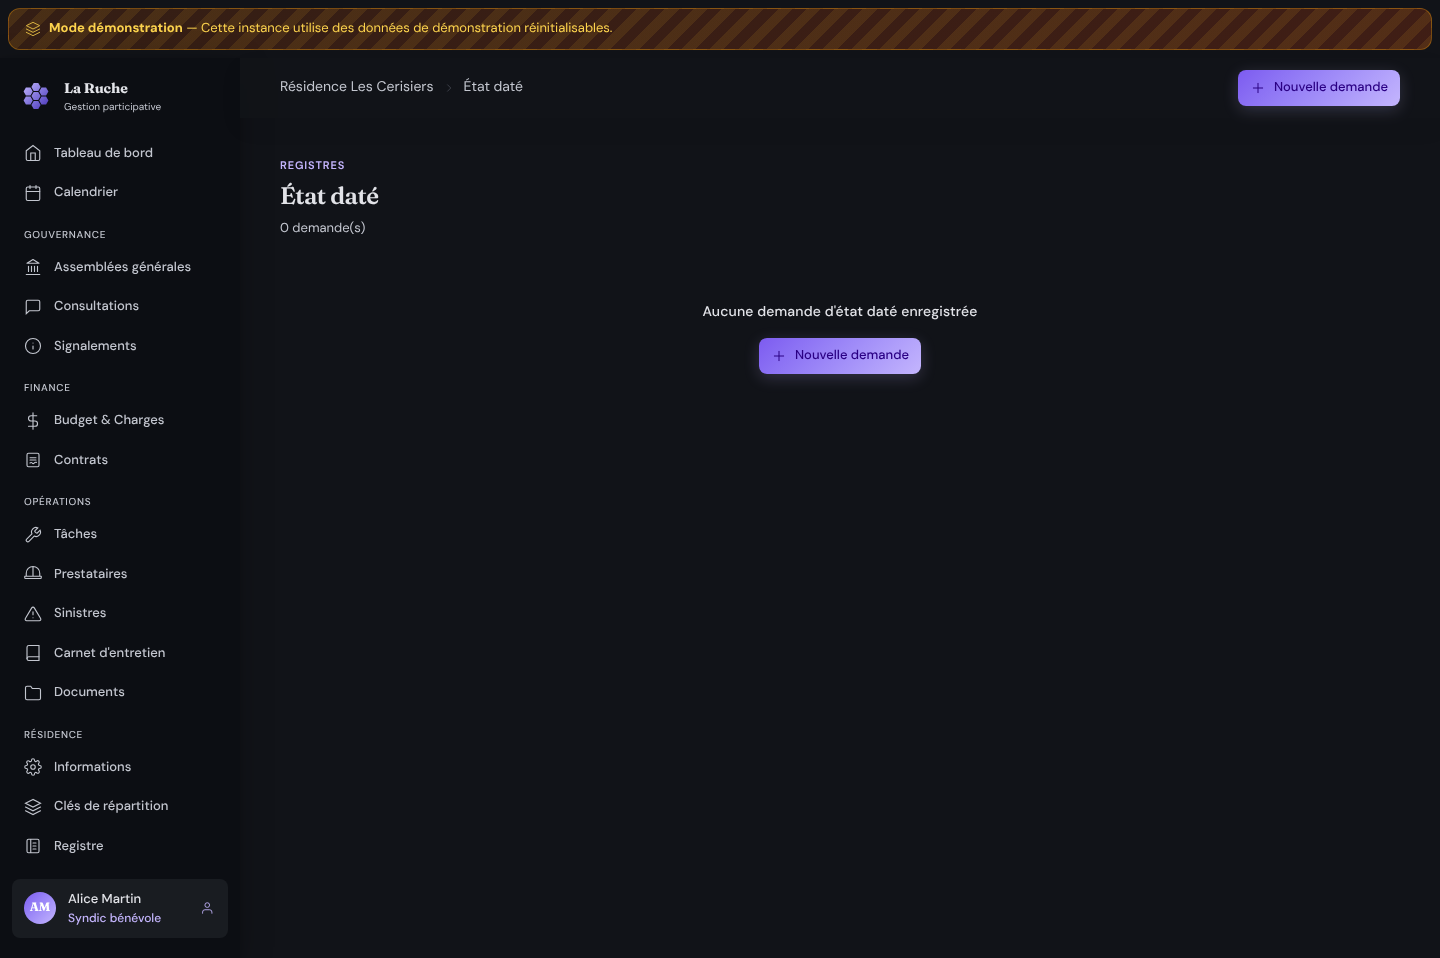 Mode démonstration — Cette instance utilise des données de démonstration réinitialisables.
La Ruche
Gestion participative
Tableau de bord
Calendrier
GOUVERNANCE
Assemblées générales
Consultations
Signalements
FINANCE
Budget & Charges
Contrats
OPÉRATIONS
Tâches
Prestataires
Sinistres
Carnet d'entretien
Documents
RÉSIDENCE
Informations
Clés de répartition
Registre
AM
Alice Martin
Syndic bénévole
Résidence Les Cerisiers
État daté
Nouvelle demande
REGISTRES
État daté
0 demande(s)
Aucune demande d'état daté enregistrée
Nouvelle demande